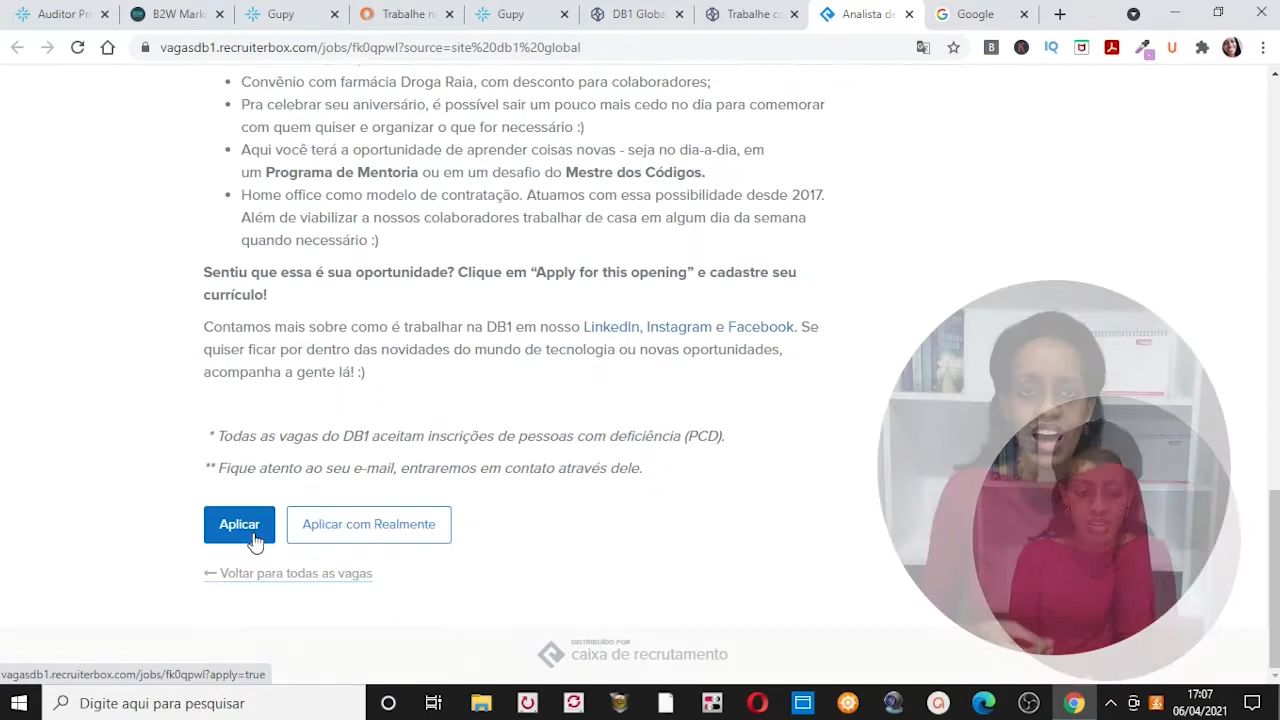 Auditor Pr
B2W Mark
Gupy
Trabalhe n
Gupy
DB1 Globa
Trabalhe c
Analista de
Google
vagasdb1.recruiterbox.com/jobs/fk0qpwl?source=site%20db1%20global
• Convênio com farmácia Droga Raia, com desconto para colaboradores;
• Pra celebrar seu aniversário, é possível sair um pouco mais cedo no dia para comemorar
com quem quiser e organizar o que for necessário :)
• Aqui você terá a oportunidade de aprender coisas novas - seja no dia-a-dia, em
um Programa de Mentoria ou em um desafio do Mestre dos Códigos.
• Home office como modelo de contratação. Atuamos com essa possibilidade desde 2017.
Além de viabilizar a nossos colaboradores trabalhar de casa em algum dia da semana
quando necessário :)
Sentiu que essa é sua oportunidade? Clique em “Apply for this opening” e cadastre seu
currículo!
Contamos mais sobre como é trabalhar na DB1 em nosso LinkedIn, Instagram e Facebook. Se
quiser ficar por dentro das novidades do mundo de tecnologia ou novas oportunidades,
acompanha a gente lá! :)
* Todas as vagas do DB1 aceitam inscrições de pessoas com deficiência (PCD).
** Fique atento ao seu e-mail, entraremos em contato através dele.
Aplicar
Aplicar com Realmente
← Voltar para todas as vagas
DISTRIBUÍDO POR
caixa de recrutamento
vagasdb1.recruiterbox.com/jobs/fk0qpwl?apply=true
Digite aqui para pesquisar
17:07
06/04/2021